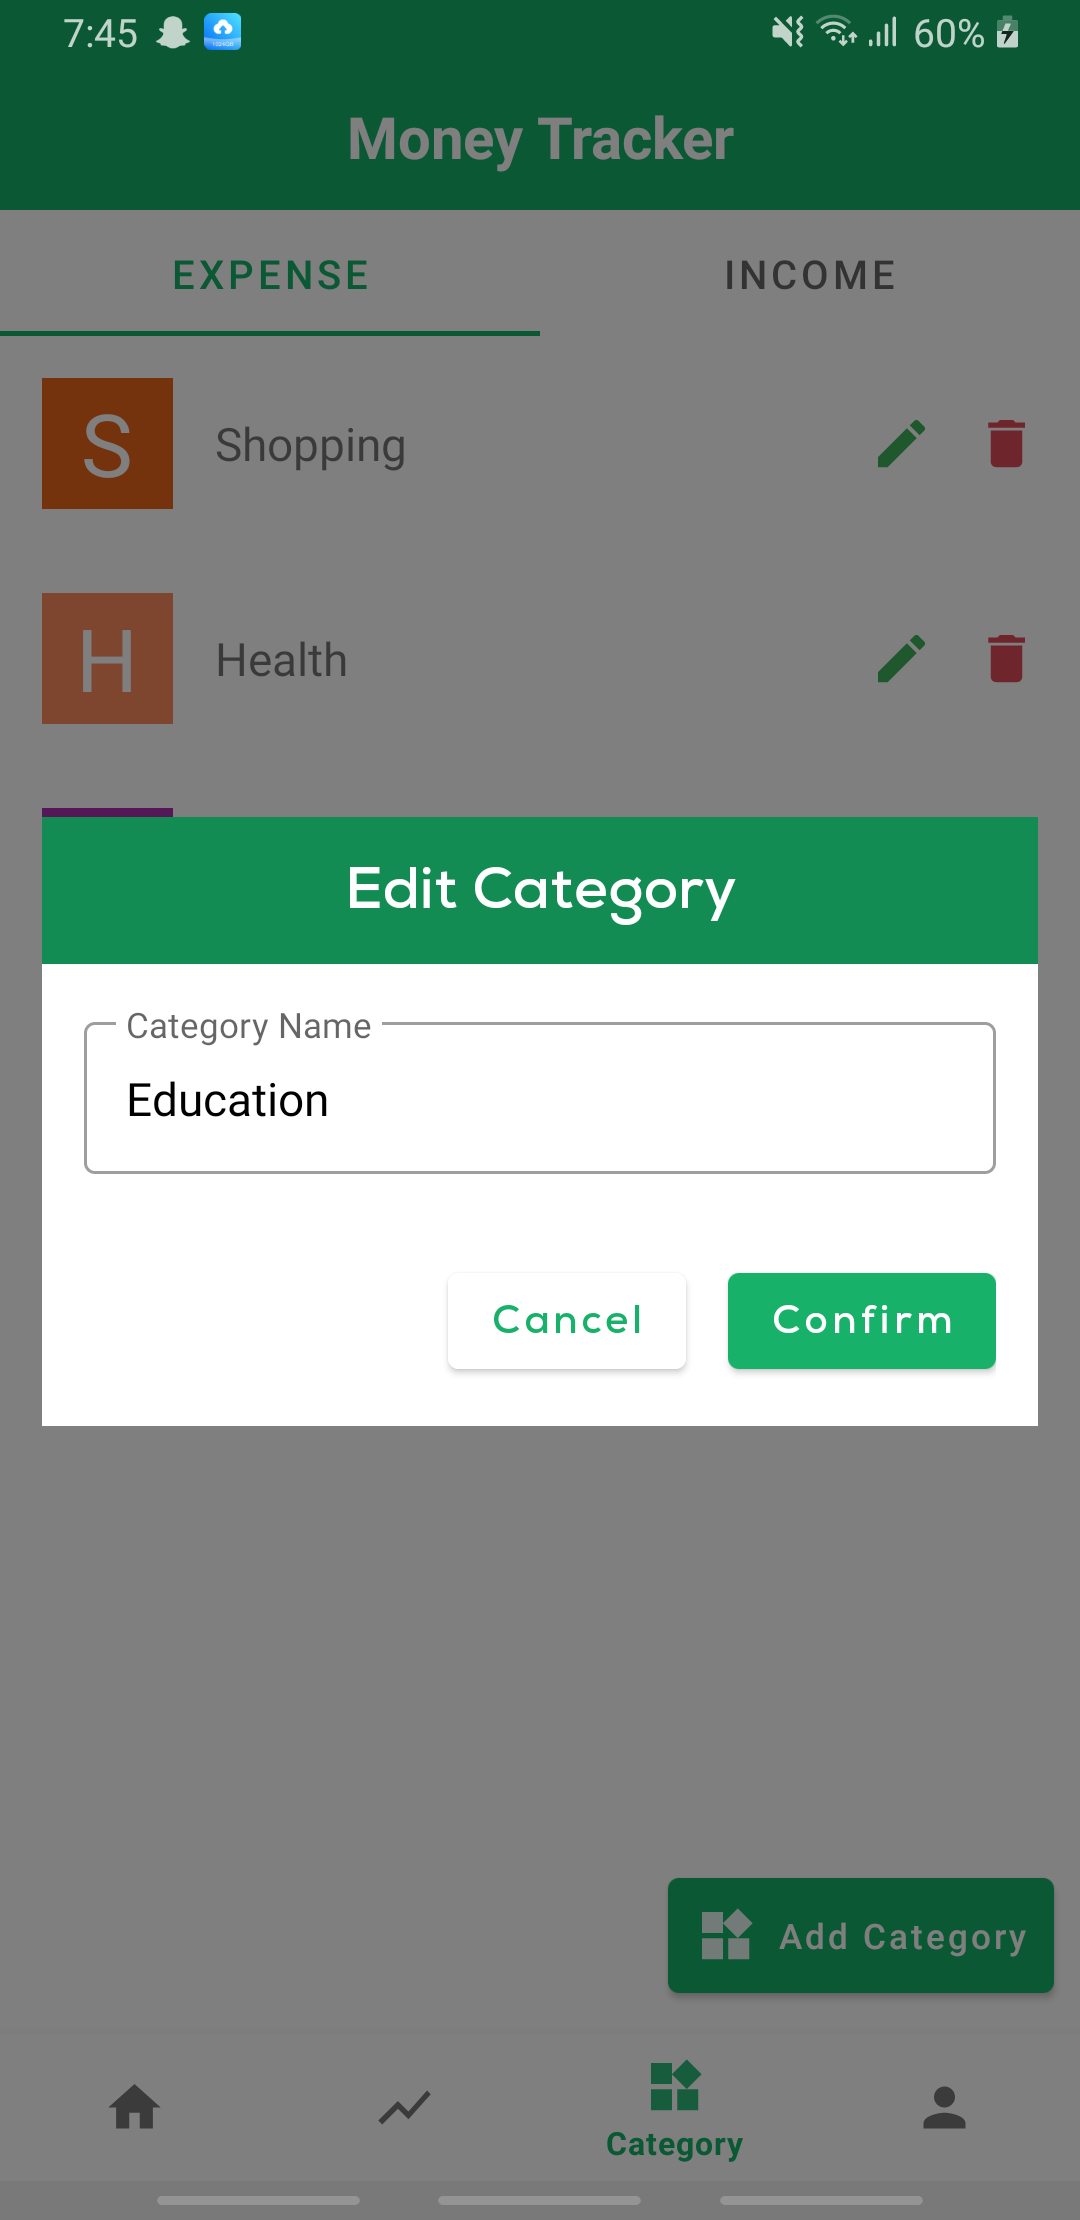 7:45 60%
Money Tracker
EXPENSE INCOME
S Shopping
H Health
Edit Category
Category Name
Education
Cancel Confirm
Add Category
Category